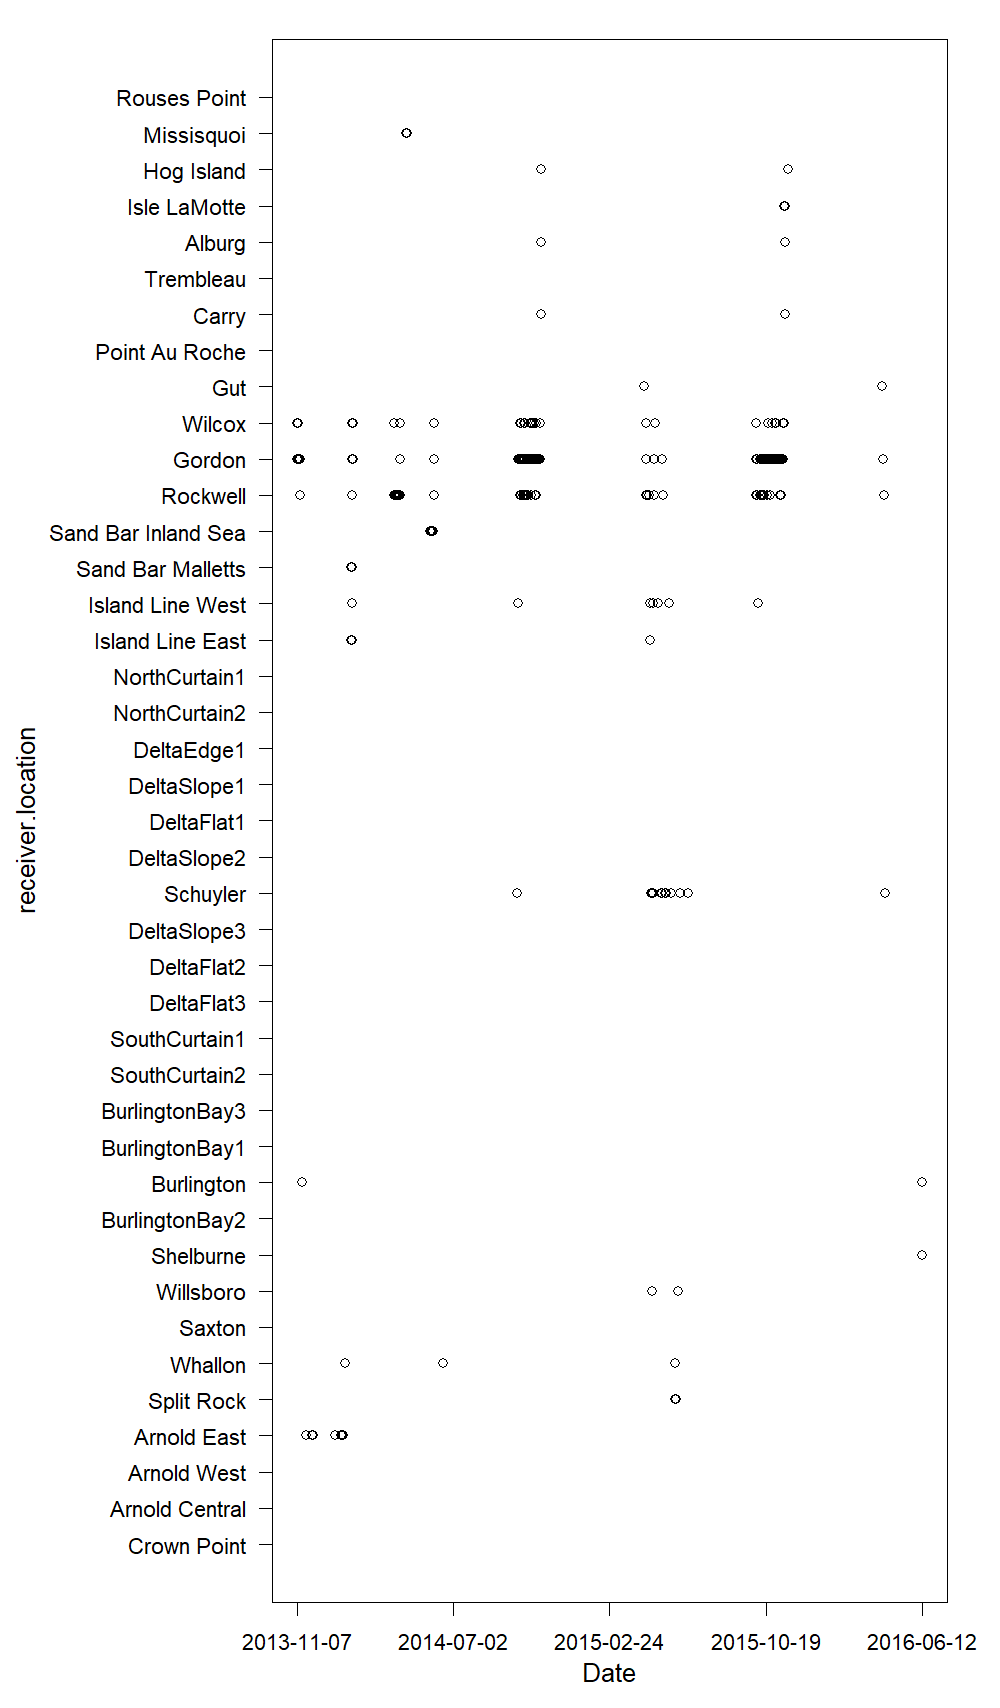 Rouses Point
Missisquoi
Hog Island
Isle LaMotte
Alburg
Trembleau
Carry
Point Au Roche
Gut
Wilcox
Gordon
Rockwell
Sand Bar Inland Sea
Sand Bar Malletts
Island Line West
Island Line East
NorthCurtain1
NorthCurtain2
DeltaEdge1
DeltaSlope1
DeltaFlat1
DeltaSlope2
Schuyler
DeltaSlope3
DeltaFlat2
DeltaFlat3
SouthCurtain1
SouthCurtain2
BurlingtonBay3
BurlingtonBay1
Burlington
BurlingtonBay2
Shelburne
Willsboro
Saxton
Whallon
Split Rock
Arnold East
Arnold West
Arnold Central
Crown Point
receiver.location
2013-11-07 2014-07-02 2015-02-24 2015-10-19 2016-06-12
Date